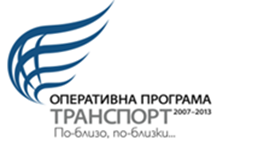 ОПЕРАТИВНА ПРОГРАМА
ТРАНСПОРТ 2007-2013
По-близо, по-близки...